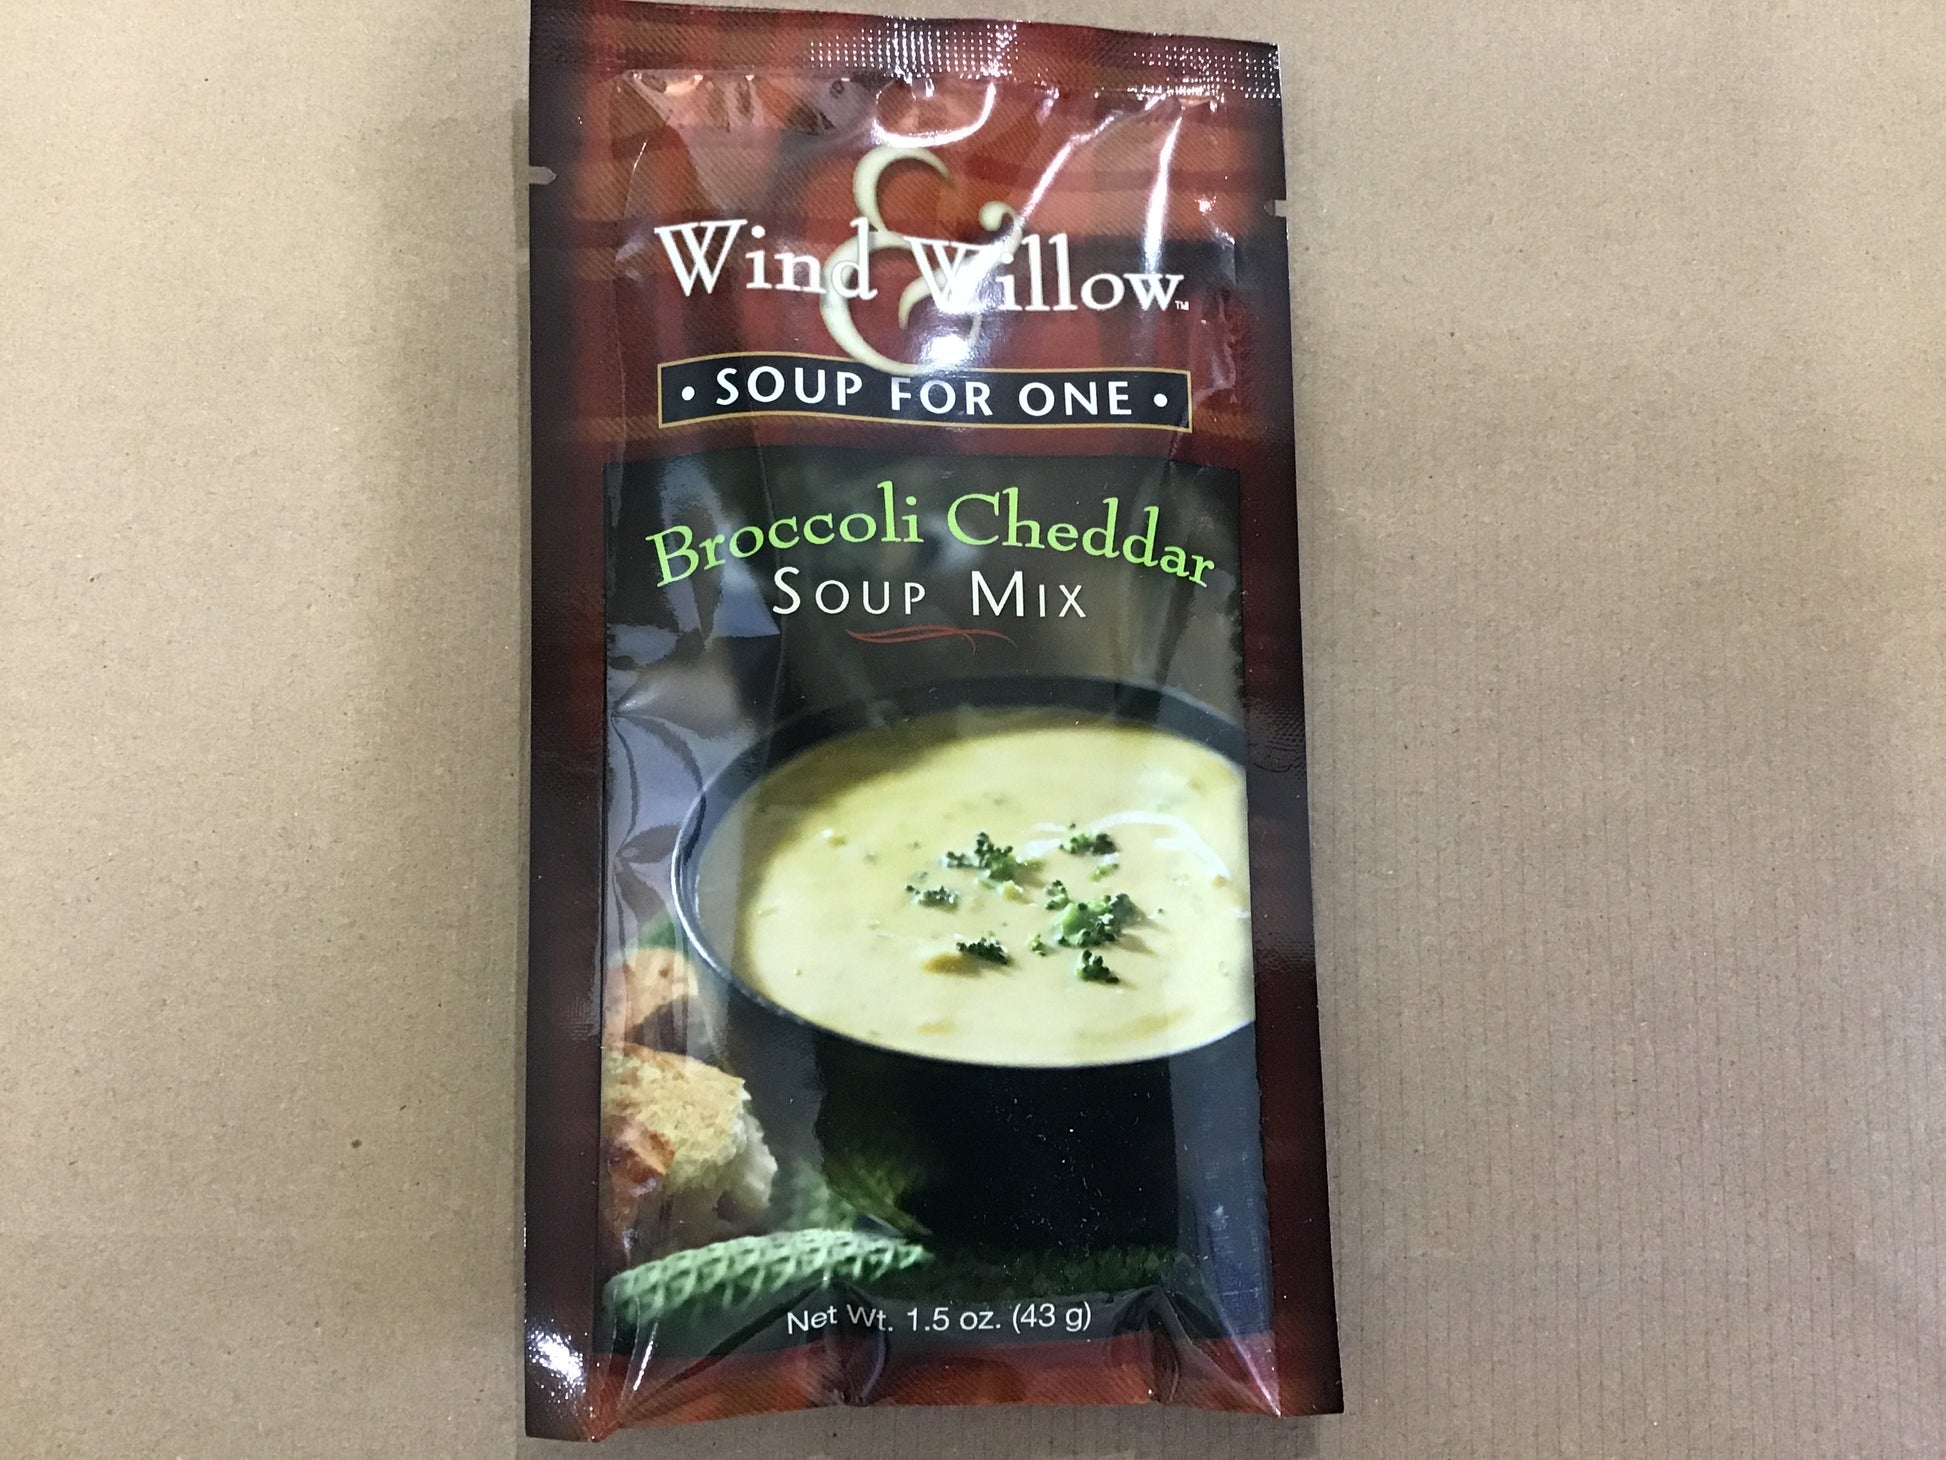 Wind & Willow™
• SOUP FOR ONE •
Broccoli Cheddar
SOUP MIX
Net Wt. 1.5 oz. (43 g)